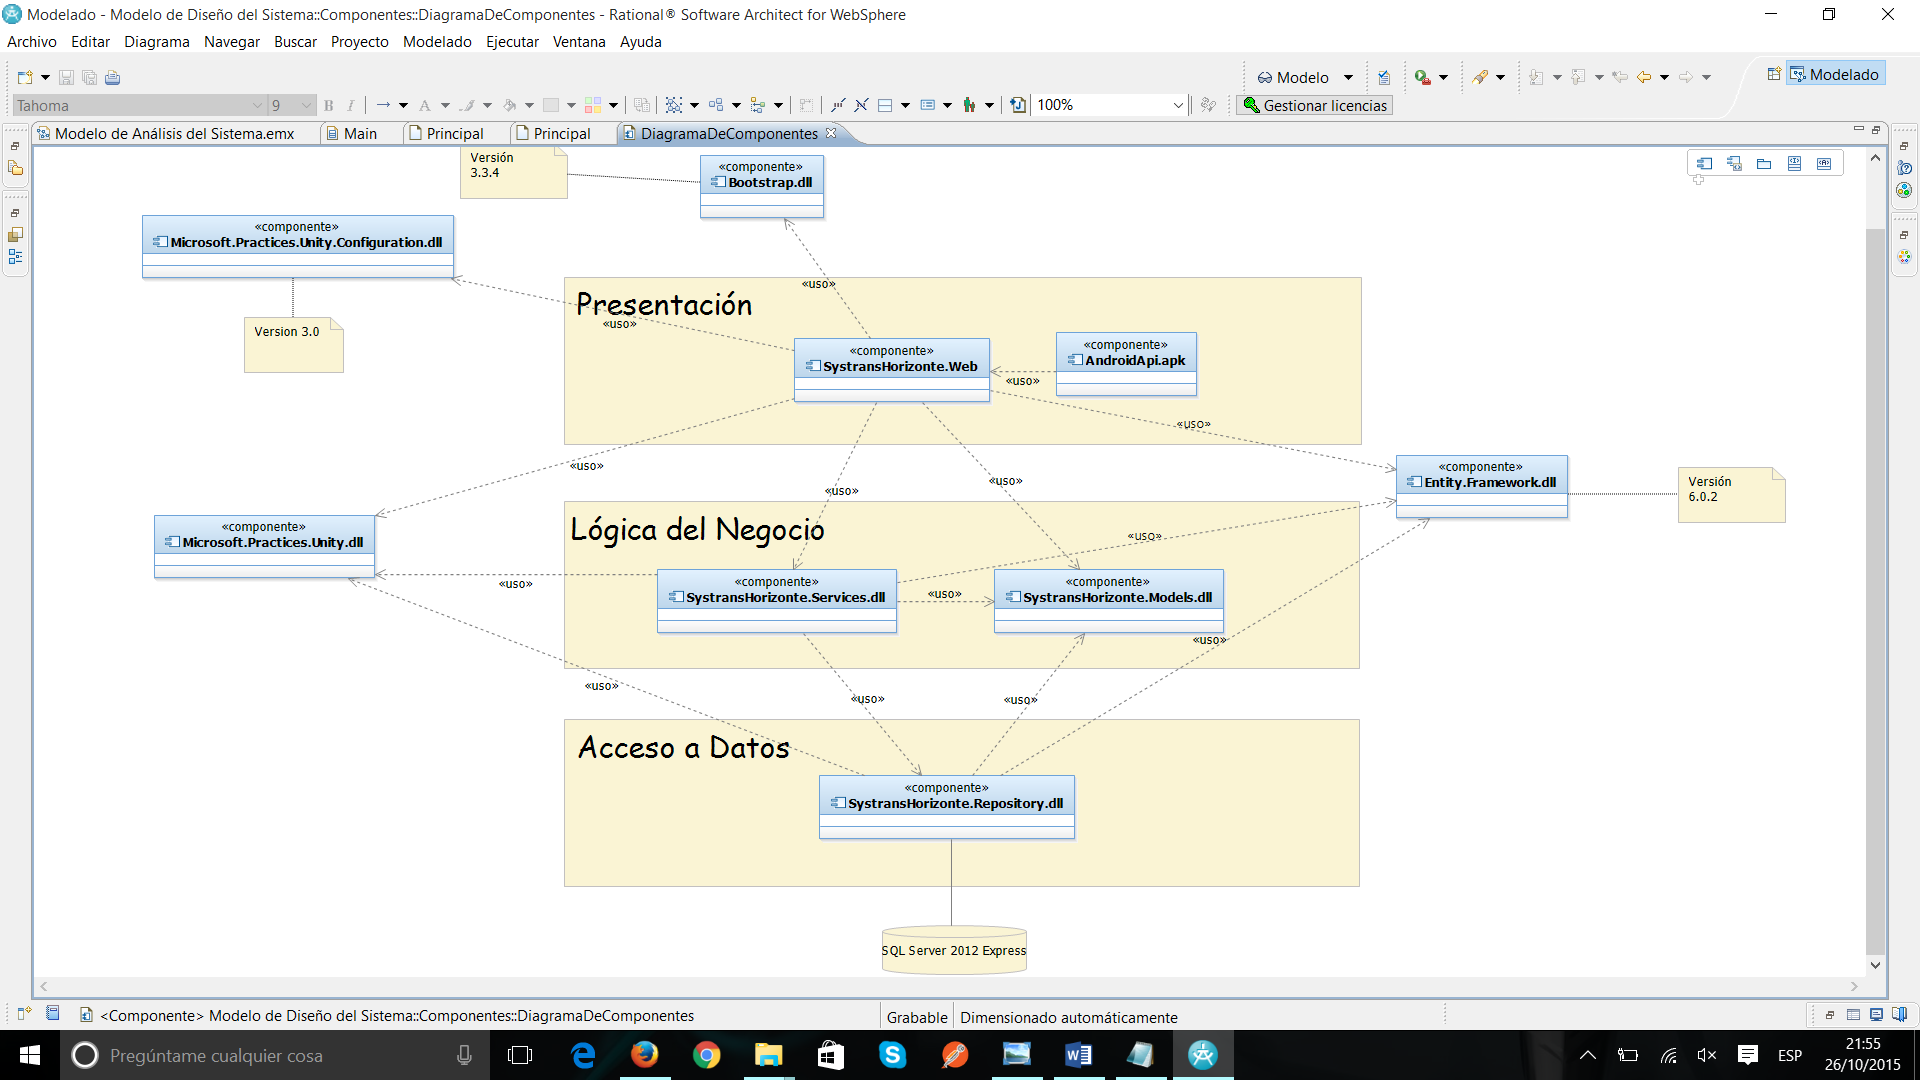 Modelado - Modelo de Diseño del Sistema::Componentes::DiagramaDeComponentes - Rational® Software Architect for WebSphere
Archivo Editar Diagrama Navegar Buscar Proyecto Modelado Ejecutar Ventana Ayuda
Modelo
Modelado
Tahoma 9 B I A 100% Gestionar licencias
Modelo de Análisis del Sistema.emx Main Principal Principal DiagramaDeComponentes
Versión
3.3.4
«componente»
Bootstrap.dll
«componente»
Microsoft.Practices.Unity.Configuration.dll
Version 3.0
«uso»
Presentación
«uso»
«componente»
SystransHorizonte.Web
«uso»
«componente»
AndroidApi.apk
«uso»
«uso»
«uso»
«uso»
«componente»
Entity.Framework.dll
Versión
6.0.2
Lógica del Negocio
«componente»
Microsoft.Practices.Unity.dll
«uso»
«uso»
«componente»
SystransHorizonte.Services.dll
«uso»
«componente»
SystransHorizonte.Models.dll
«uso»
«uso»
«uso»
«uso»
Acceso a Datos
«componente»
SystransHorizonte.Repository.dll
SQL Server 2012 Express
<Componente> Modelo de Diseño del Sistema::Componentes::DiagramaDeComponentes
Grabable
Dimensionado automáticamente
Pregúntame cualquier cosa
ESP
21:55
26/10/2015